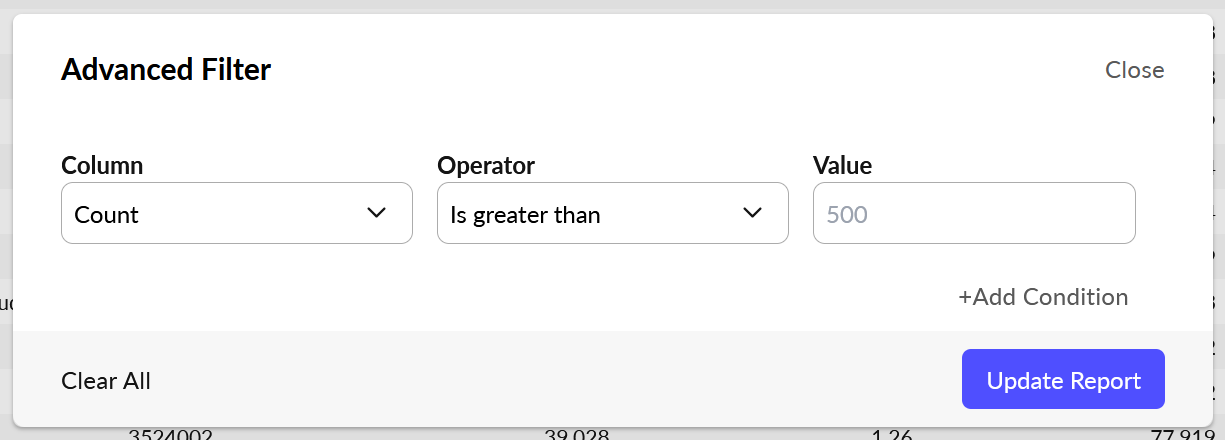 Advanced Filter
Close
Column
Operator
Value
Count
Is greater than
500
+Add Condition
Clear All
Update Report
3524002
39,028
1.26
77,919